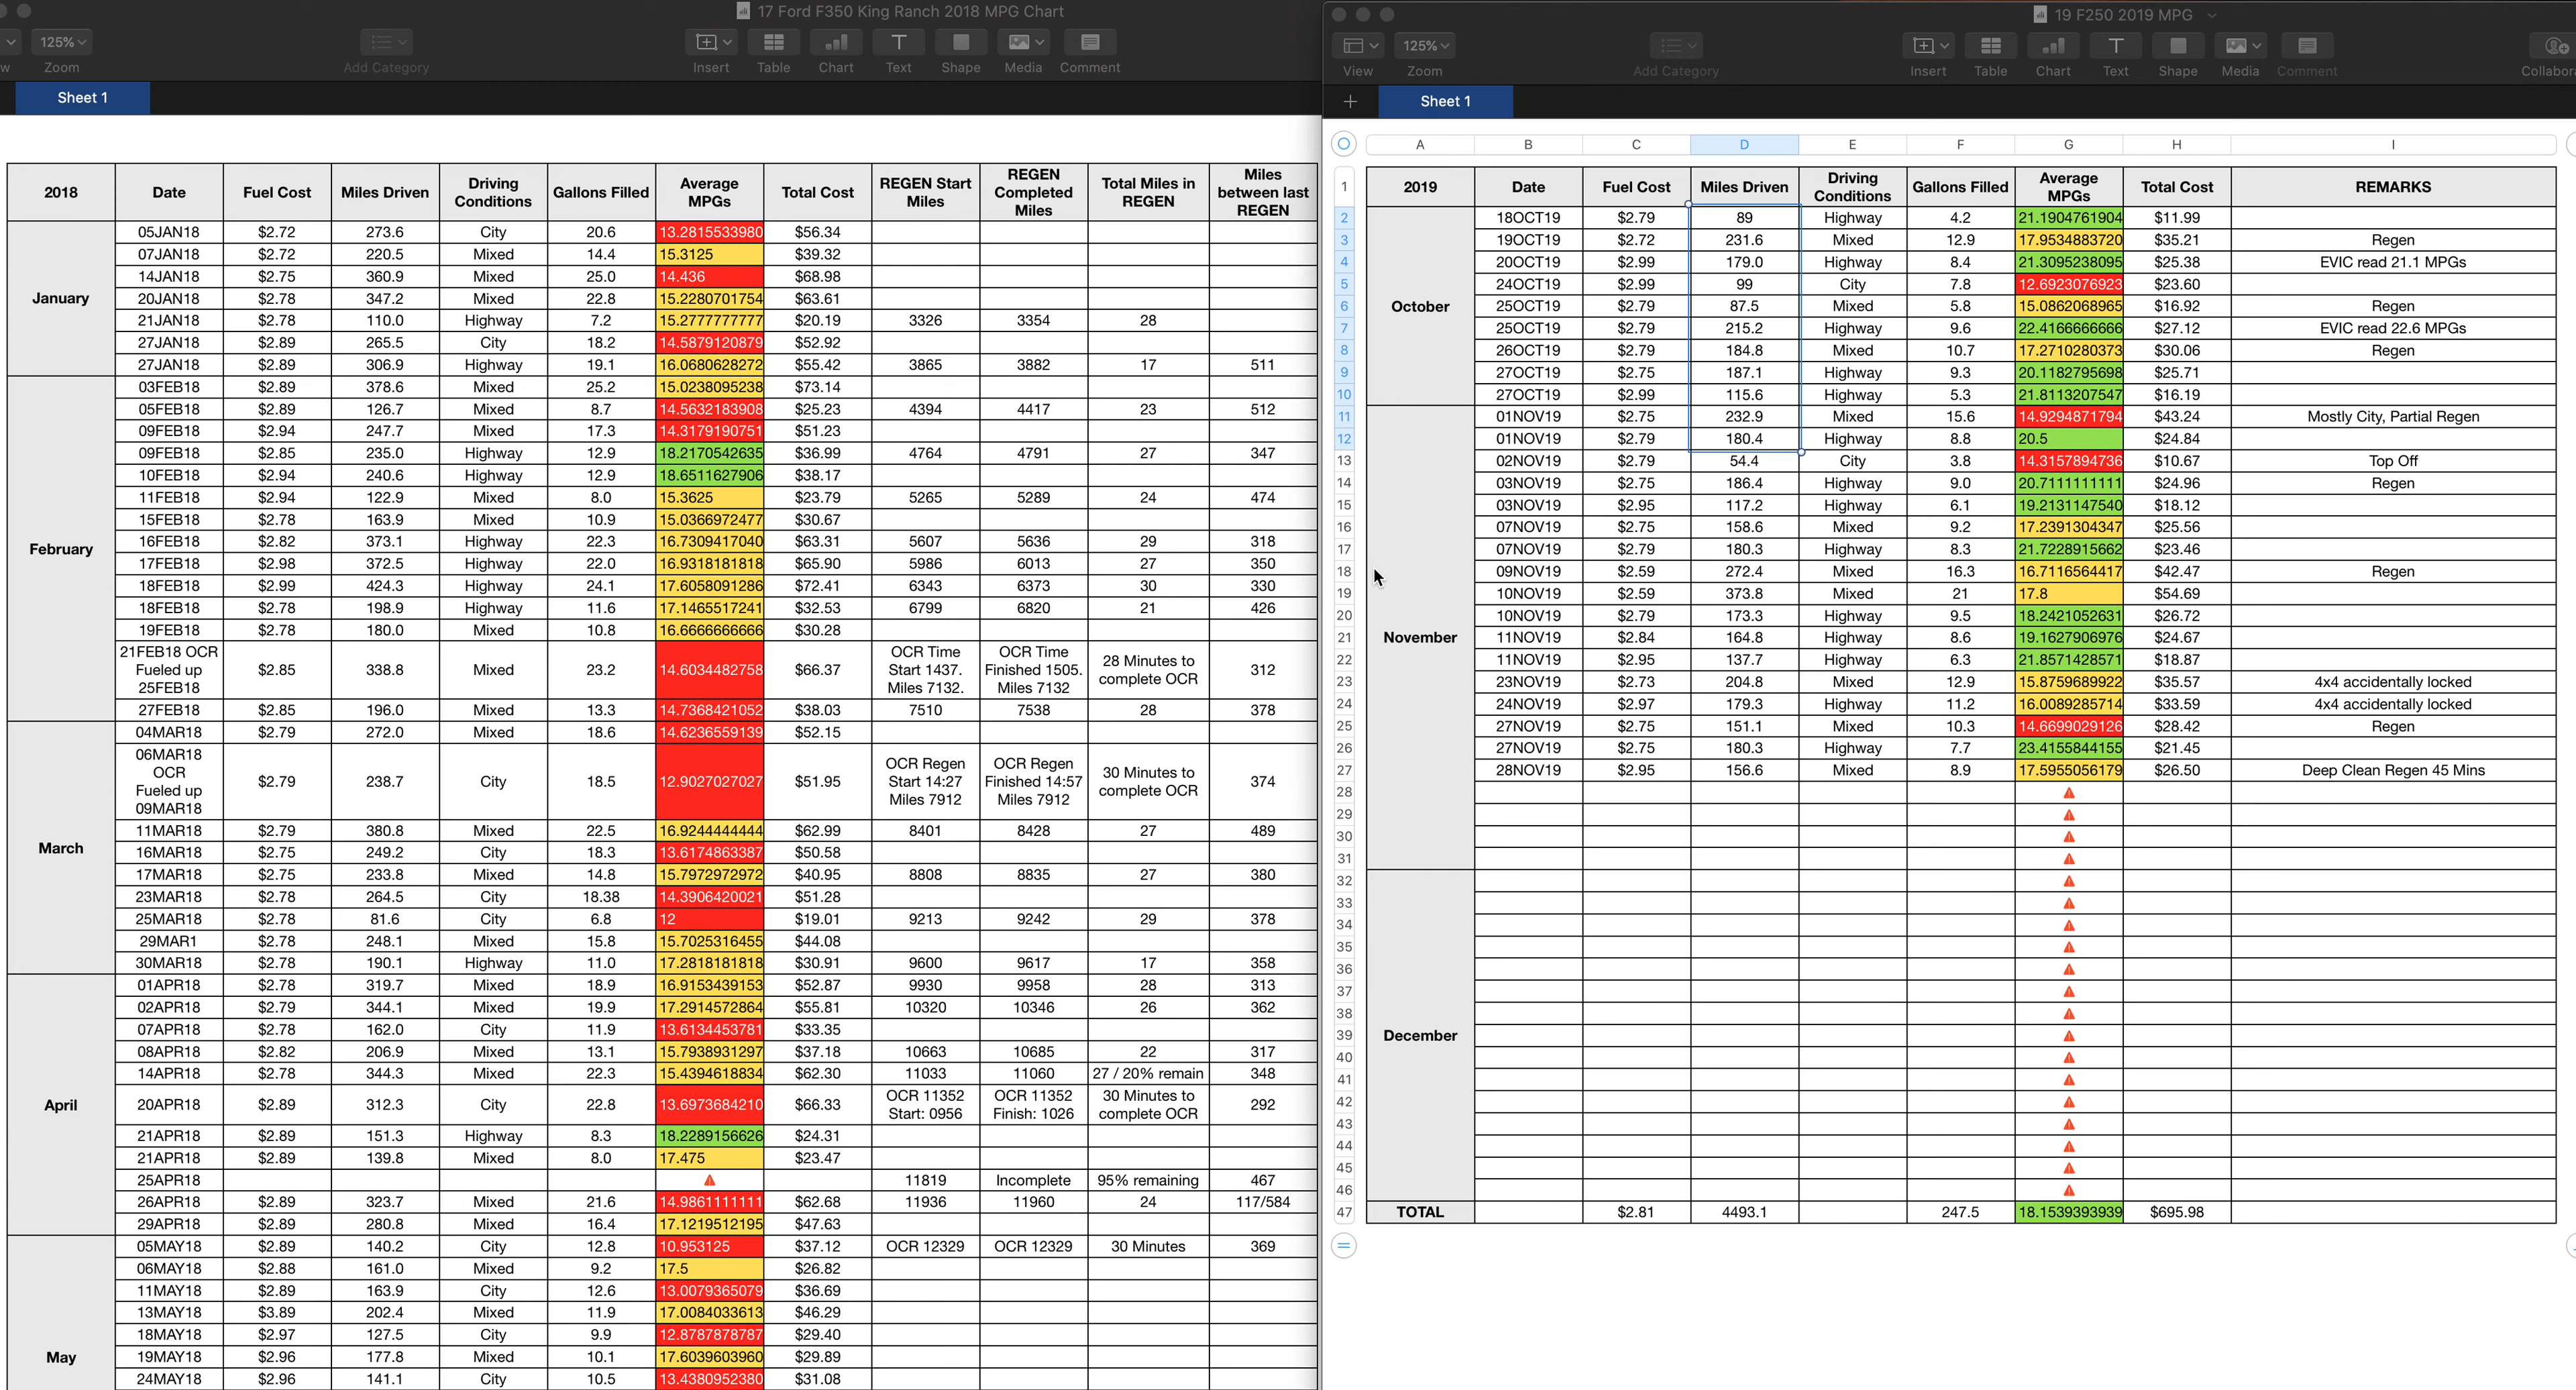 17 Ford F350 King Ranch 2018 MPG Chart
125%
Zoom
Add Category
Insert
Table
Chart
Text
Shape
Media
Comment
Sheet 1
2018 Date Fuel Cost Miles Driven Driving Conditions Gallons Filled Average MPGs Total Cost REGEN Start Miles REGEN Completed Miles Total Miles in REGEN Miles between last REGEN
January
05JAN18 $2.72 273.6 City 20.6 13.2815533980 $56.34
07JAN18 $2.72 220.5 Mixed 14.4 15.3125 $39.32
14JAN18 $2.75 360.9 Mixed 25.0 14.436 $68.98
20JAN18 $2.78 347.2 Mixed 22.8 15.2280701754 $63.61
21JAN18 $2.78 110.0 Highway 7.2 15.2777777777 $20.19 3326 3354 28
27JAN18 $2.89 265.5 City 18.2 14.5879120879 $52.92
27JAN18 $2.89 306.9 Highway 19.1 16.0680628272 $55.42 3865 3882 17 511
February
03FEB18 $2.89 378.6 Mixed 25.2 15.0238095238 $73.14
05FEB18 $2.89 126.7 Mixed 8.7 14.5632183908 $25.23 4394 4417 23 512
09FEB18 $2.94 247.7 Mixed 17.3 14.3179190751 $51.23
09FEB18 $2.85 235.0 Highway 12.9 18.2170542635 $36.99 4764 4791 27 347
10FEB18 $2.94 240.6 Highway 12.9 18.6511627906 $38.17
11FEB18 $2.94 122.9 Mixed 8.0 15.3625 $23.79 5265 5289 24 474
15FEB18 $2.78 163.9 Mixed 10.9 15.0366972477 $30.67
16FEB18 $2.82 373.1 Highway 22.3 16.7309417040 $63.31 5607 5636 29 318
17FEB18 $2.98 372.5 Highway 22.0 16.9318181818 $65.90 5986 6013 27 350
18FEB18 $2.99 424.3 Highway 24.1 17.6058091286 $72.41 6343 6373 30 330
18FEB18 $2.78 198.9 Highway 11.6 17.1465517241 $32.53 6799 6820 21 426
19FEB18 $2.78 180.0 Mixed 10.8 16.6666666666 $30.28
21FEB18 OCR Fueled up 25FEB18 $2.85 338.8 Mixed 23.2 14.6034482758 $66.37 OCR Time Start 1437. Miles 7132. OCR Time Finished 1505. Miles 7132 28 Minutes to complete OCR 312
27FEB18 $2.85 196.0 Mixed 13.3 14.7368421052 $38.03 7510 7538 28 378
March
04MAR18 $2.79 272.0 Mixed 18.6 14.6236559139 $52.15
06MAR18 OCR Fueled up 09MAR18 $2.79 238.7 City 18.5 12.9027027027 $51.95 OCR Regen Start 14:27 Miles 7912 OCR Regen Finished 14:57 Miles 7912 30 Minutes to complete OCR 374
11MAR18 $2.79 380.8 Mixed 22.5 16.9244444444 $62.99 8401 8428 27 489
16MAR18 $2.75 249.2 City 18.3 13.6174863387 $50.58
17MAR18 $2.75 233.8 Mixed 14.8 15.7972972972 $40.95 8808 8835 27 380
23MAR18 $2.78 264.5 City 18.38 14.3906420021 $51.28
25MAR18 $2.78 81.6 City 6.8 12 $19.01 9213 9242 29 378
29MAR1 $2.78 248.1 Mixed 15.8 15.7025316455 $44.08
30MAR18 $2.78 190.1 Highway 11.0 17.2818181818 $30.91 9600 9617 17 358
April
01APR18 $2.78 319.7 Mixed 18.9 16.9153439153 $52.87 9930 9958 28 313
02APR18 $2.79 344.1 Mixed 19.9 17.2914572864 $55.81 10320 10346 26 362
07APR18 $2.78 162.0 City 11.9 13.6134453781 $33.35
08APR18 $2.82 206.9 Mixed 13.1 15.7938931297 $37.18 10663 10685 22 317
14APR18 $2.78 344.3 Mixed 22.3 15.4394618834 $62.30 11033 11060 27 / 20% remain 348
20APR18 $2.89 312.3 City 22.8 13.6973684210 $66.33 OCR 11352 Start: 0956 OCR 11352 Finish: 1026 30 Minutes to complete OCR 292
21APR18 $2.89 151.3 Highway 8.3 18.2289156626 $24.31
21APR18 $2.89 139.8 Mixed 8.0 17.475 $23.47
25APR18 11819 Incomplete 95% remaining 467
26APR18 $2.89 323.7 Mixed 21.6 14.9861111111 $62.68 11936 11960 24 117/584
29APR18 $2.89 280.8 Mixed 16.4 17.1219512195 $47.63
May
05MAY18 $2.89 140.2 City 12.8 10.953125 $37.12 OCR 12329 OCR 12329 30 Minutes 369
06MAY18 $2.88 161.0 Mixed 9.2 17.5 $26.82
11MAY18 $2.89 163.9 City 12.6 13.0079365079 $36.69
13MAY18 $3.89 202.4 Mixed 11.9 17.0084033613 $46.29
18MAY18 $2.97 127.5 City 9.9 12.8787878787 $29.40
19MAY18 $2.96 177.8 Mixed 10.1 17.6039603960 $29.89
24MAY18 $2.96 141.1 City 10.5 13.4380952380 $31.08
19 F250 2019 MPG
125%
View
Zoom
Add Category
Insert
Table
Chart
Text
Shape
Media
Comment
Collabora
Sheet 1
A B C D E F G H I
1 2019 Date Fuel Cost Miles Driven Driving Conditions Gallons Filled Average MPGs Total Cost REMARKS
October
2 18OCT19 $2.79 89 Highway 4.2 21.1904761904 $11.99
3 19OCT19 $2.72 231.6 Mixed 12.9 17.9534883720 $35.21 Regen
4 20OCT19 $2.99 179.0 Highway 8.4 21.3095238095 $25.38 EVIC read 21.1 MPGs
5 24OCT19 $2.99 99 City 7.8 12.6923076923 $23.60
6 25OCT19 $2.79 87.5 Mixed 5.8 15.0862068965 $16.92 Regen
7 25OCT19 $2.79 215.2 Highway 9.6 22.4166666666 $27.12 EVIC read 22.6 MPGs
8 26OCT19 $2.79 184.8 Mixed 10.7 17.2710280373 $30.06 Regen
9 27OCT19 $2.75 187.1 Highway 9.3 20.1182795698 $25.71
10 27OCT19 $2.99 115.6 Highway 5.3 21.8113207547 $16.19
November
11 01NOV19 $2.75 232.9 Mixed 15.6 14.9294871794 $43.24 Mostly City, Partial Regen
12 01NOV19 $2.79 180.4 Highway 8.8 20.5 $24.84
13 02NOV19 $2.79 54.4 City 3.8 14.3157894736 $10.67 Top Off
14 03NOV19 $2.75 186.4 Highway 9.0 20.7111111111 $24.96 Regen
15 03NOV19 $2.95 117.2 Highway 6.1 19.2131147540 $18.12
16 07NOV19 $2.75 158.6 Mixed 9.2 17.2391304347 $25.56
17 07NOV19 $2.79 180.3 Highway 8.3 21.7228915662 $23.46
18 09NOV19 $2.59 272.4 Mixed 16.3 16.7116564417 $42.47 Regen
19 10NOV19 $2.59 373.8 Mixed 21 17.8 $54.69
20 10NOV19 $2.79 173.3 Highway 9.5 18.2421052631 $26.72
21 11NOV19 $2.84 164.8 Highway 8.6 19.1627906976 $24.67
22 11NOV19 $2.95 137.7 Highway 6.3 21.8571428571 $18.87
23 23NOV19 $2.73 204.8 Mixed 12.9 15.8759689922 $35.57 4x4 accidentally locked
24 24NOV19 $2.97 179.3 Highway 11.2 16.0089285714 $33.59 4x4 accidentally locked
25 27NOV19 $2.75 151.1 Mixed 10.3 14.6699029126 $28.42 Regen
26 27NOV19 $2.75 180.3 Highway 7.7 23.4155844155 $21.45
27 28NOV19 $2.95 156.6 Mixed 8.9 17.5955056179 $26.50 Deep Clean Regen 45 Mins
28
29
30
31
December
32
33
34
35
36
37
38
39
40
41
42
43
44
45
46
47 TOTAL $2.81 4493.1 247.5 18.1539393939 $695.98